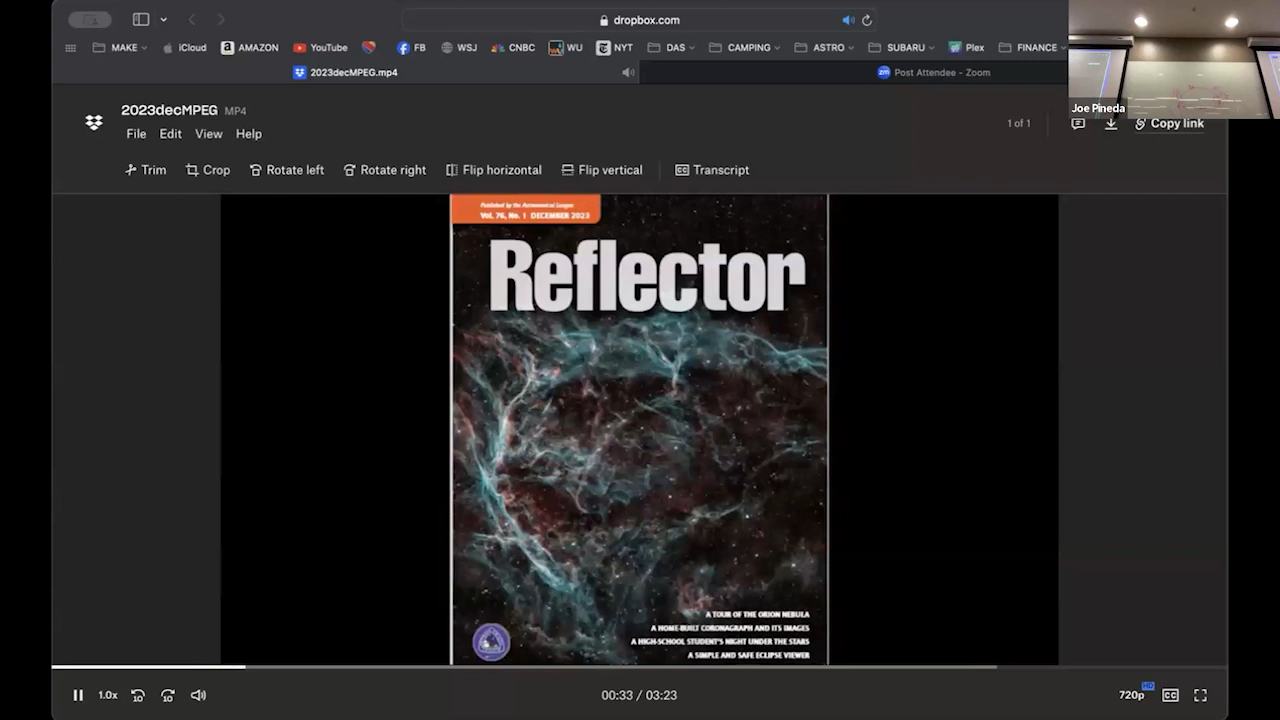 dropbox.com
MAKE iCloud AMAZON YouTube FB WSJ CNBC WU NYT DAS CAMPING ASTRO SUBARU Plex FINANCE
2023decMPEG.mp4 Post Attendee - Zoom
Joe Pineda
2023decMPEG MP4
File Edit View Help
1 of 1 Copy link
Trim Crop Rotate left Rotate right Flip horizontal Flip vertical CC Transcript
Published by the Astronomical League
Vol. 76, No. 1 DECEMBER 2023
Reflector
A TOUR OF THE ORION NEBULA
A HOME-BUILT CORONAGRAPH AND ITS IMAGES
A HIGH-SCHOOL STUDENT'S NIGHT UNDER THE STARS
A SIMPLE AND SAFE ECLIPSE VIEWER
1.0x 10 10 00:33 / 03:23 720p HD CC